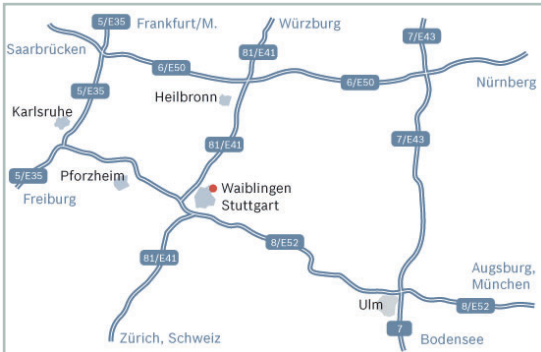 5/E35
Frankfurt/M.
Würzburg
7/E43
Saarbrücken
81/E41
6/E50
6/E50
Nürnberg
5/E35
Heilbronn
Karlsruhe
81/E41
7/E43
5/E35
Pforzheim
Freiburg
Waiblingen
Stuttgart
8/E52
81/E41
Augsburg,
München
Ulm
8/E52
Zürich, Schweiz
7
Bodensee